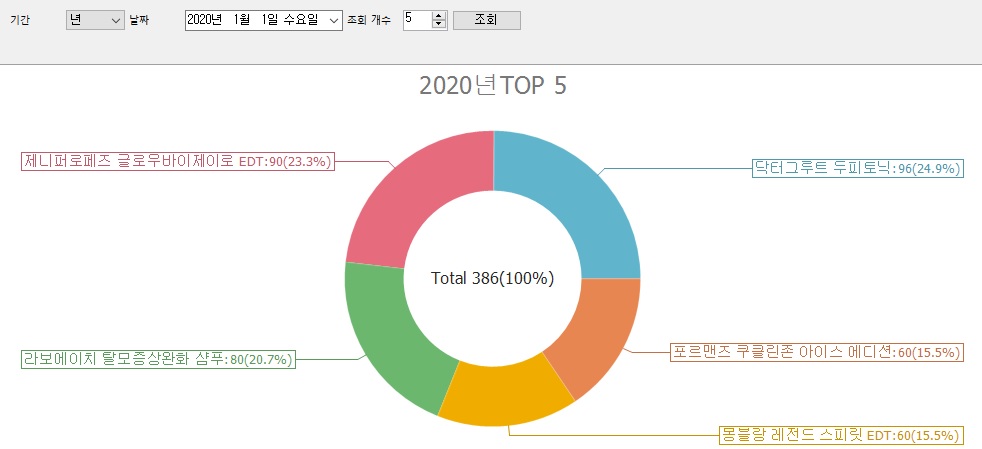 기간 년 날짜 2020년 1월 1일 수요일 조회 개수 5 조회
2020년TOP 5
제니퍼로페즈 글로우바이제이로 EDT:90(23.3%)
닥터그루트 두피토닉:96(24.9%)
Total 386(100%)
라보에이치 탈모증상완화 샴푸:80(20.7%)
포르맨즈 쿠클린존 아이스 에디션:60(15.5%)
몽블랑 레전드 스피릿 EDT:60(15.5%)